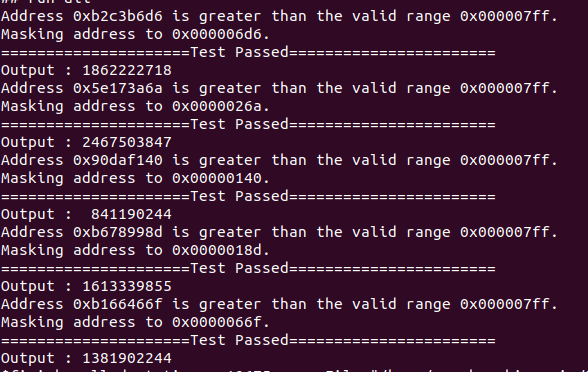 ## run all
Address 0xb2c3b6d6 is greater than the valid range 0x000007ff.
Masking address to 0x000006d6.
=====================Test Passed=======================
Output : 1862222718
Address 0x5e173a6a is greater than the valid range 0x000007ff.
Masking address to 0x0000026a.
=====================Test Passed=======================
Output : 2467503847
Address 0x90daf140 is greater than the valid range 0x000007ff.
Masking address to 0x00000140.
=====================Test Passed=======================
Output :  841190244
Address 0xb678998d is greater than the valid range 0x000007ff.
Masking address to 0x0000018d.
=====================Test Passed=======================
Output : 1613339855
Address 0xb166466f is greater than the valid range 0x000007ff.
Masking address to 0x0000066f.
=====================Test Passed=======================
Output : 1381902244